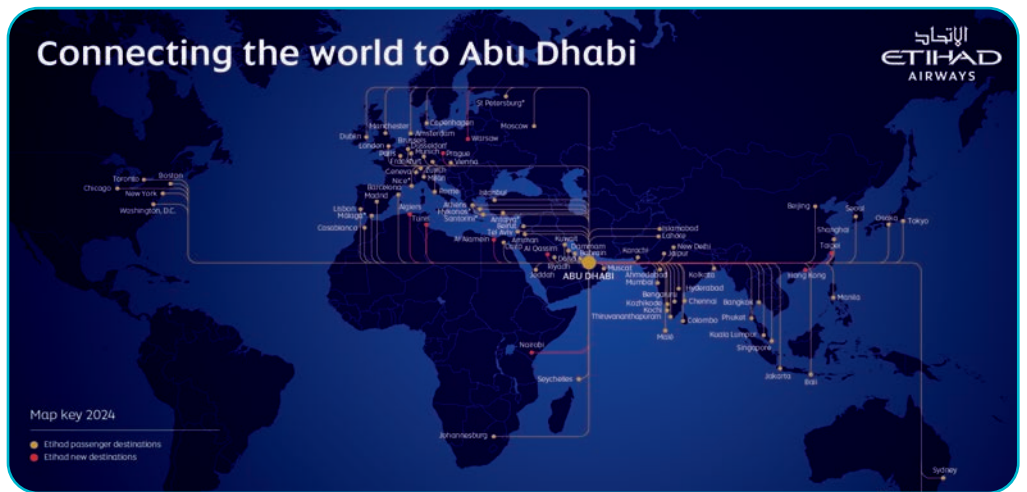 Connecting the world to Abu Dhabi
الإتحاد
ETIHAD
AIRWAYS
St Petersburg*
Moscow
Copenhagen
Manchester
Dublin
Amsterdam
Warsaw
London
Brussels
Dusseldorf
Paris
Munich
Prague
Frankfurt
Vienna
Geneva
Zurich
Milan
Nice*
Barcelona
Rome
Madrid
Istanbul
Toronto
Boston
Chicago
New York
Washington, D.C.
Lisbon
Malaga*
Casablanca
Algiers
Tunis
Athens
Mykonos*
Santorini*
Antalya*
Beirut
Tel Aviv
Amman
Al Alamein
Cairo
Al Qassim
Kuwait
Dammam
Bahrain
Doha
Riyadh
Jeddah
ABU DHABI
Muscat
Islamabad
Lahore
Karachi
New Delhi
Jaipur
Ahmedabad
Mumbai
Kolkata
Hyderabad
Bengaluru
Chennai
Kozhikode
Kochi
Thiruvananthapuram
Colombo
Malé
Beijing
Seoul
Osaka
Tokyo
Shanghai
Taipei
Hong Kong
Manila
Bangkok
Phuket
Kuala Lumpur
Singapore
Jakarta
Bali
Nairobi
Seychelles
Johannesburg
Sydney
Map key 2024
Etihad passenger destinations
Etihad new destinations